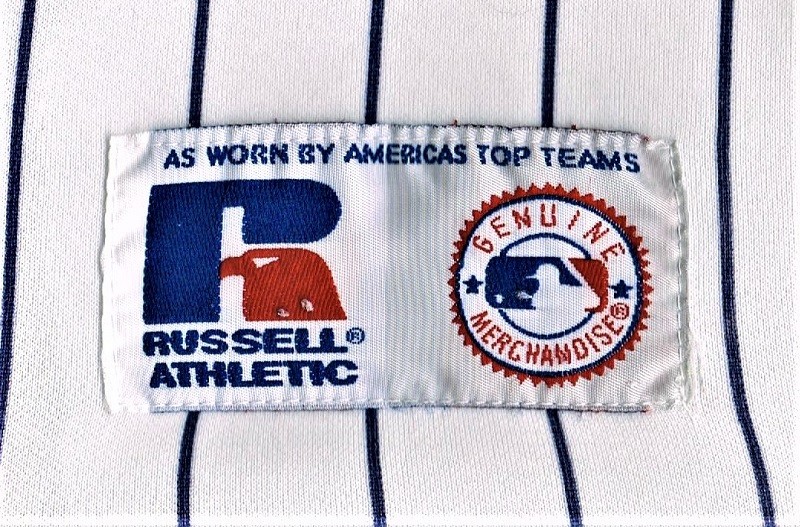 AS WORN BY AMERICAS TOP TEAMS
RUSSELL®
ATHLETIC
GENUINE
MERCHANDISE®